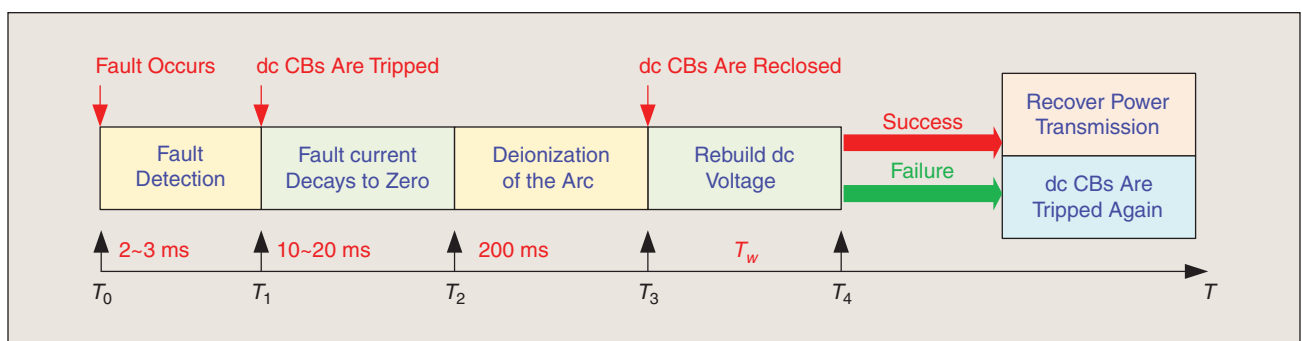 Fault Occurs
dc CBs Are Tripped
dc CBs Are Reclosed
Fault
Detection
Fault current
Decays to Zero
Deionization
of the Arc
Rebuild dc
Voltage
Success
Failure
Recover Power
Transmission
dc CBs Are
Tripped Again
2~3 ms
10~20 ms
200 ms
Tw
T0
T1
T2
T3
T4
T